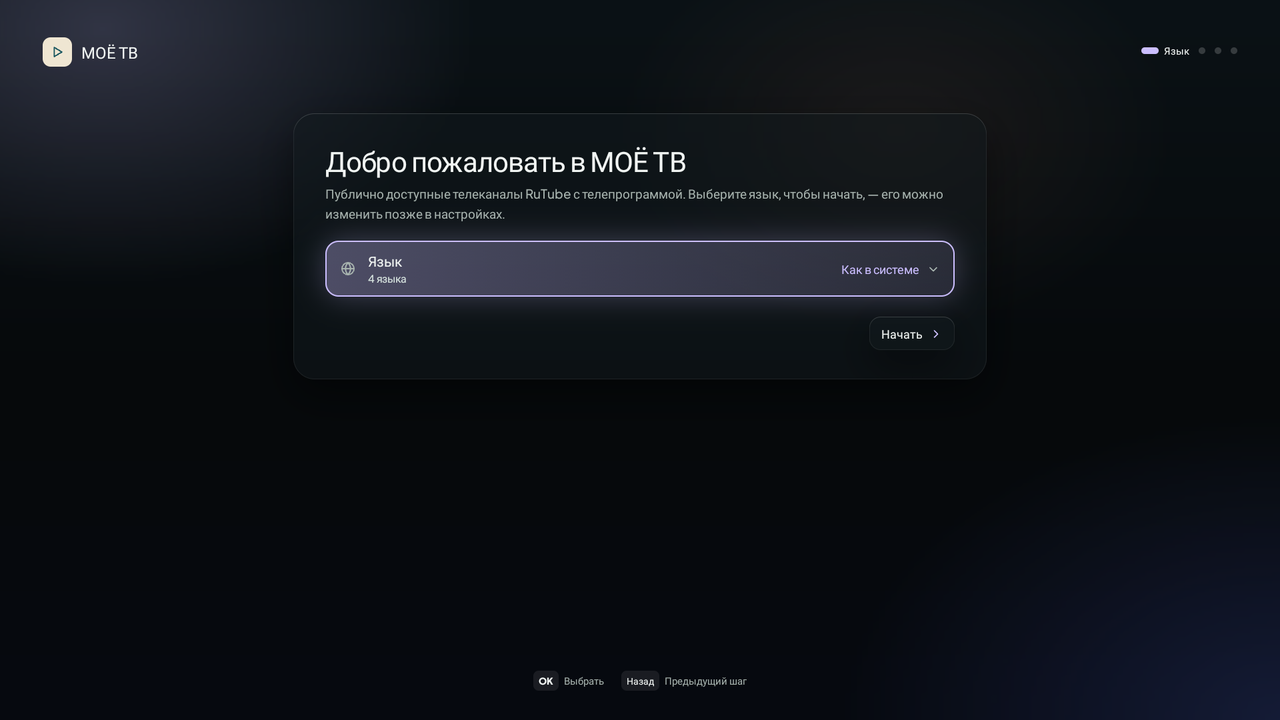 МОЁ ТВ
Язык
Добро пожаловать в МОЁ ТВ
Публично доступные телеканалы RuTube с телепрограммой. Выберите язык, чтобы начать, — его можно
изменить позже в настройках.
Язык
4 языка
Как в системе
Начать
OK Выбрать Назад Предыдущий шаг